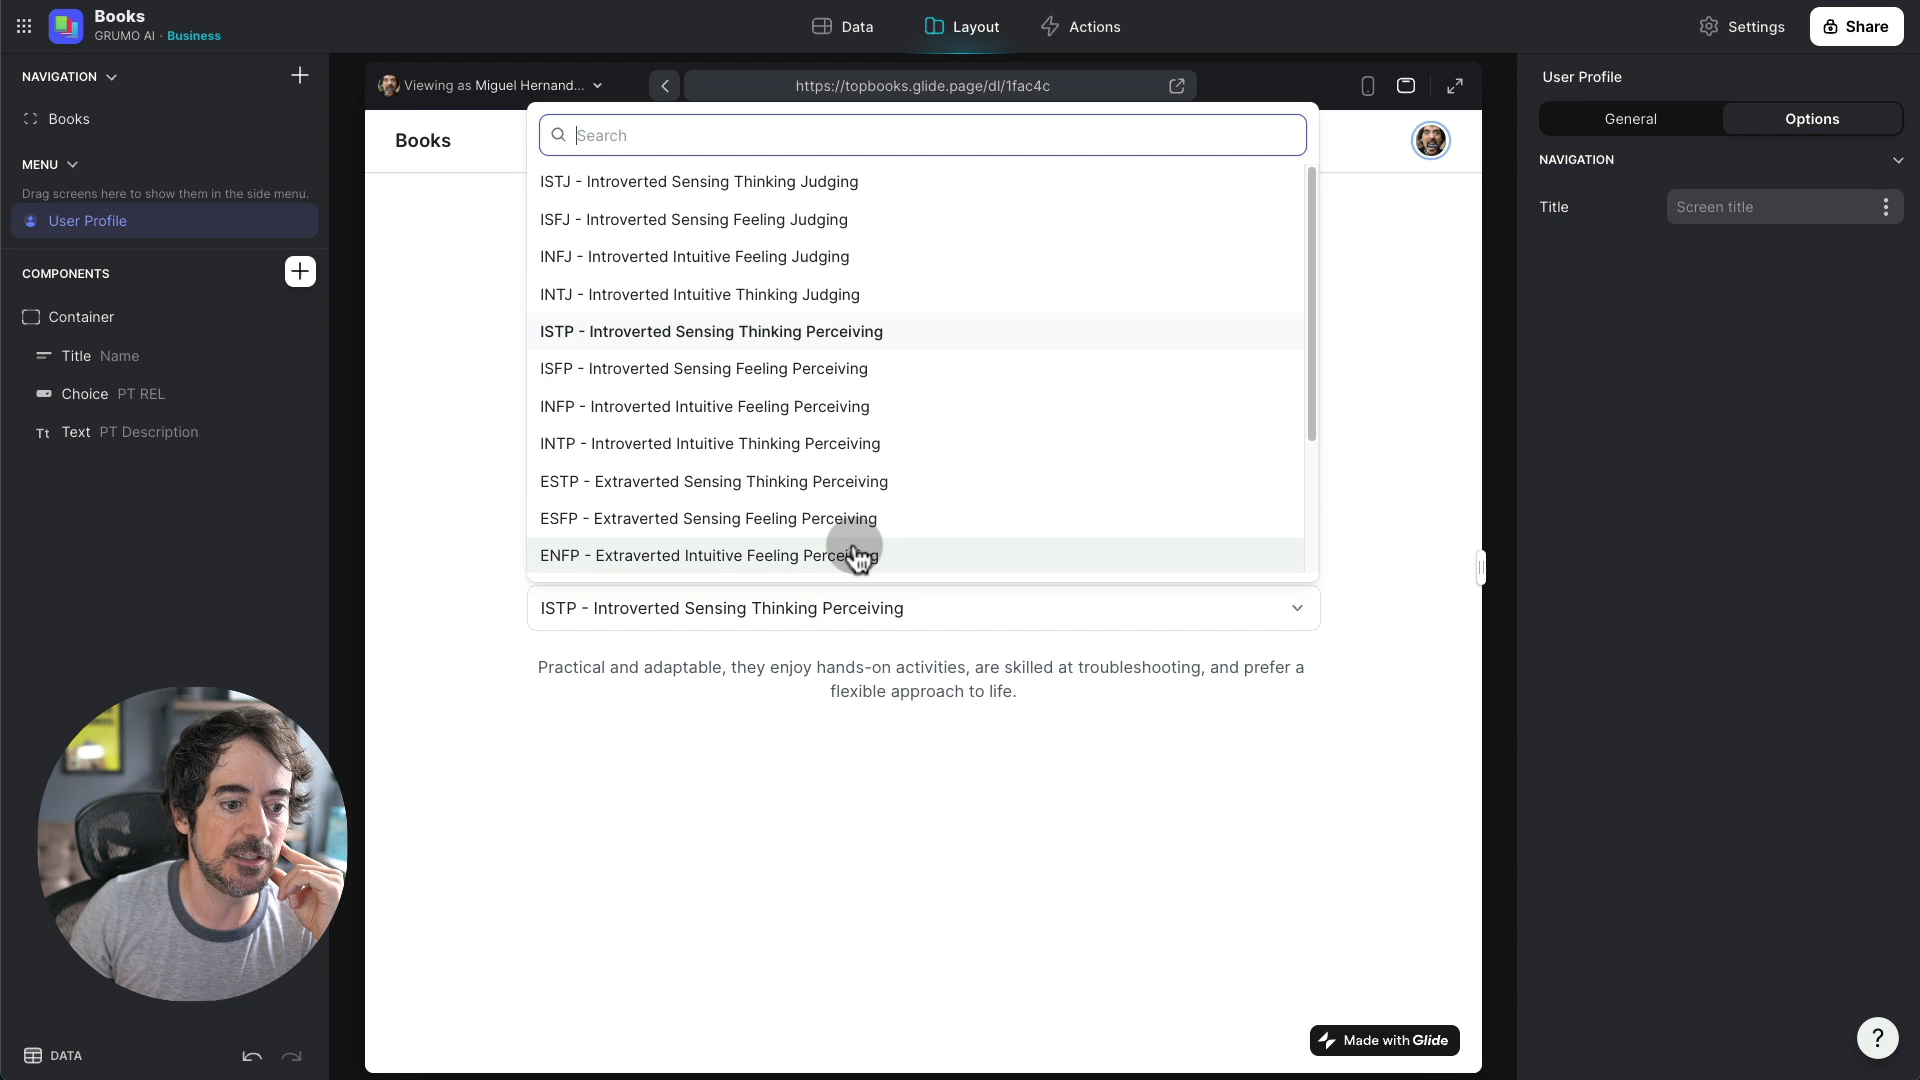 Books
GRUMO AI · Business
Data
Layout
Actions
Settings
Share
NAVIGATION
Books
MENU
Drag screens here to show them in the side menu.
User Profile
COMPONENTS
Container
Title Name
Choice PT REL
Tt Text PT Description
DATA
Viewing as Miguel Hernand...
https://topbooks.glide.page/dl/1fac4c
Books
Search
ISTJ - Introverted Sensing Thinking Judging
ISFJ - Introverted Sensing Feeling Judging
INFJ - Introverted Intuitive Feeling Judging
INTJ - Introverted Intuitive Thinking Judging
ISTP - Introverted Sensing Thinking Perceiving
ISFP - Introverted Sensing Feeling Perceiving
INFP - Introverted Intuitive Feeling Perceiving
INTP - Introverted Intuitive Thinking Perceiving
ESTP - Extraverted Sensing Thinking Perceiving
ESFP - Extraverted Sensing Feeling Perceiving
ENFP - Extraverted Intuitive Feeling Perceiving
ISTP - Introverted Sensing Thinking Perceiving
Practical and adaptable, they enjoy hands-on activities, are skilled at troubleshooting, and prefer a
flexible approach to life.
Made with Glide
User Profile
General
Options
NAVIGATION
Title
Screen title
?